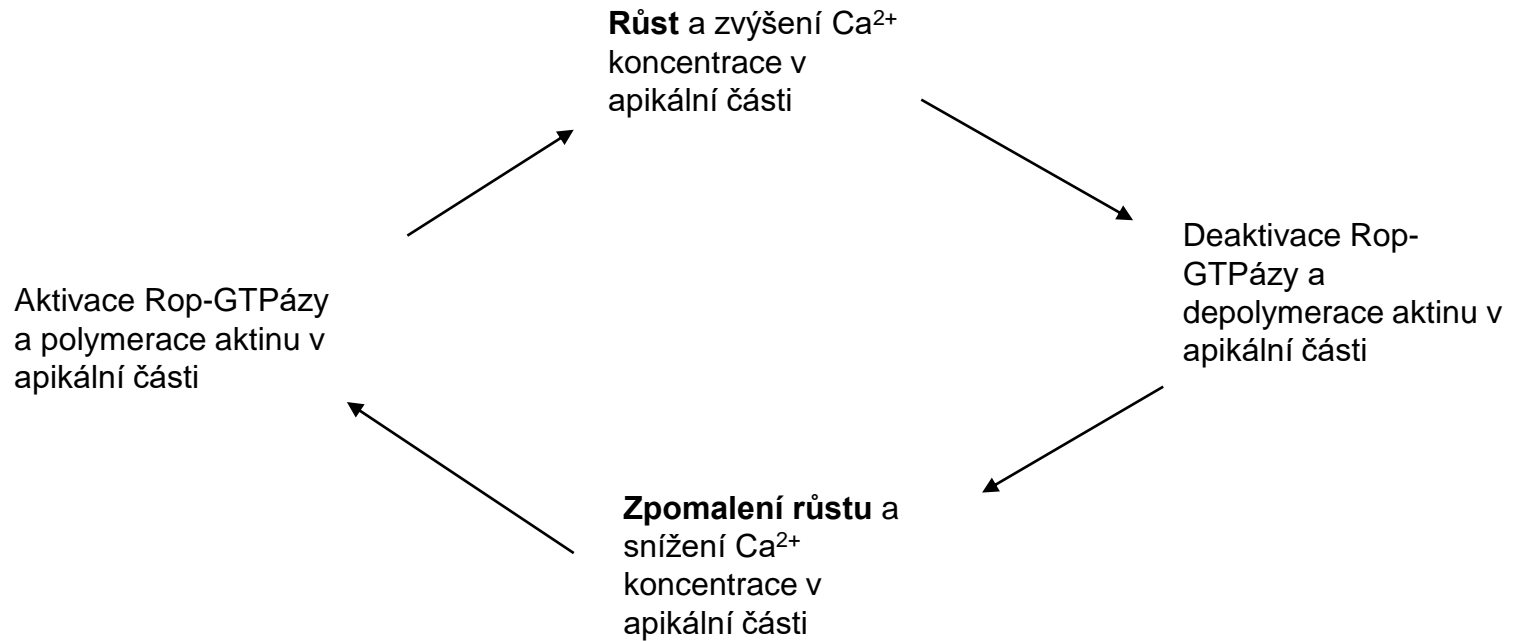 Růst a zvýšení Ca²⁺
koncentrace v
apikální části
Deaktivace Rop-
GTPázy a
depolymerace aktinu v
apikální části
Aktivace Rop-GTPázy
a polymerace aktinu v
apikální části
Zpomalení růstu a
snížení Ca²⁺
koncentrace v
apikální části